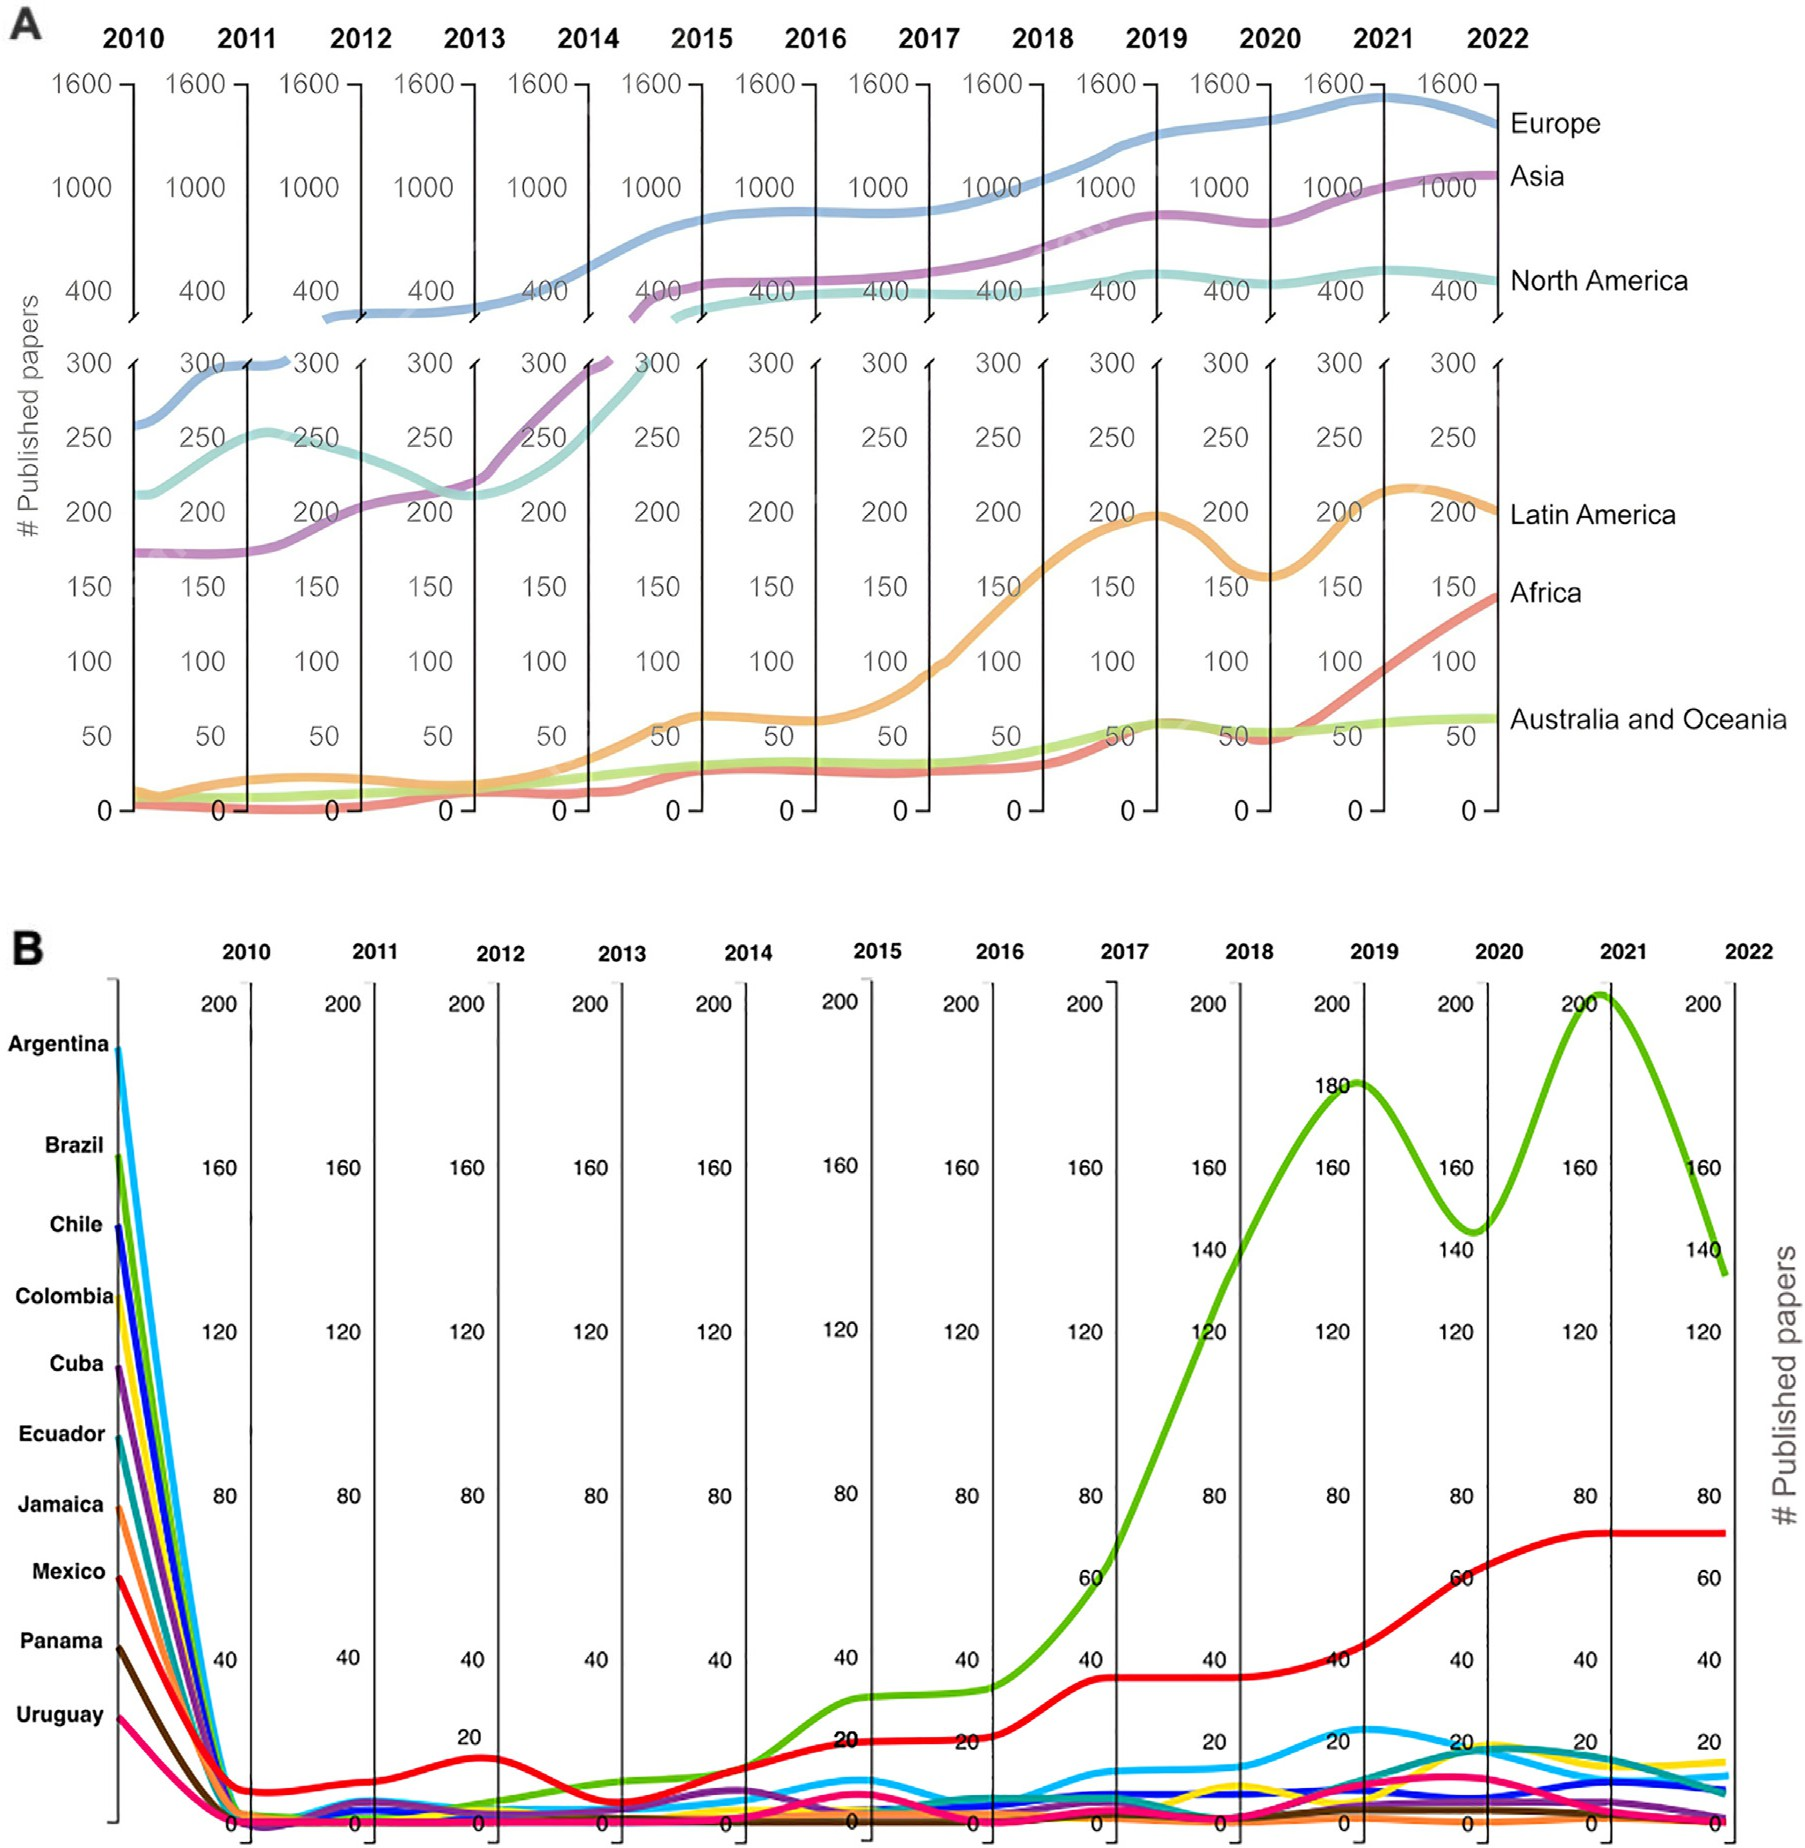 A
2010 2011 2012 2013 2014 2015 2016 2017 2018 2019 2020 2021 2022
1600 1600 1600 1600 1600 1600 1600 1600 1600 1600 1600 1600 1600
Europe
1000 1000 1000 1000 1000 1000 1000 1000 1000 1000 1000 1000 1000
Asia
400 400 400 400 400 400 400 400 400 400 400 400 400
North America
# Published papers
300 300 300 300 300 300 300 300 300 300 300 300 300
250 250 250 250 250 250 250 250 250 250 250 250 250
200 200 200 200 200 200 200 200 200 200 200 200 200
Latin America
150 150 150 150 150 150 150 150 150 150 150 150 150
Africa
100 100 100 100 100 100 100 100 100 100 100 100 100
50 50 50 50 50 50 50 50 50 50 50 50 50
Australia and Oceania
0 0 0 0 0 0 0 0 0 0 0 0 0
B
2010 2011 2012 2013 2014 2015 2016 2017 2018 2019 2020 2021 2022
200 200 200 200 200 200 200 200 200 200 200 200 200
Argentina
180
Brazil
160 160 160 160 160 160 160 160 160 160 160 160 160
Chile
140 140 140
Colombia
120 120 120 120 120 120 120 120 120 120 120 120 120
Cuba
Ecuador
# Published papers
80 80 80 80 80 80 80 80 80 80 80 80 80
Jamaica
Mexico
60 60 60
Panama
40 40 40 40 40 40 40 40 40 40 40 40 40
Uruguay
20 20 20 20 20 20 20 20
0 0 0 0 0 0 0 0 0 0 0 0 0